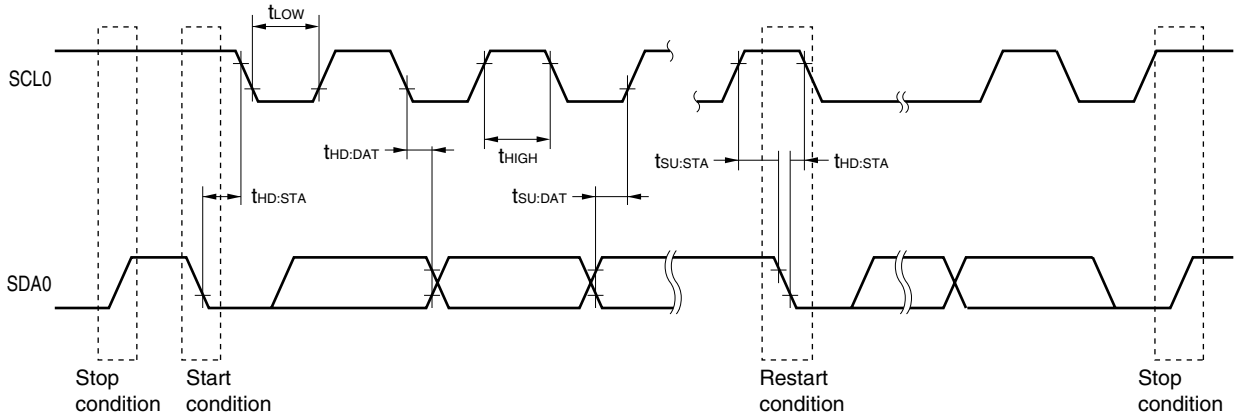 tLOW
SCL0
tHD:DAT
tHIGH
tSU:STA
tHD:STA
tHD:STA
tSU:DAT
SDA0
Stop
condition
Start
condition
Restart
condition
Stop
condition